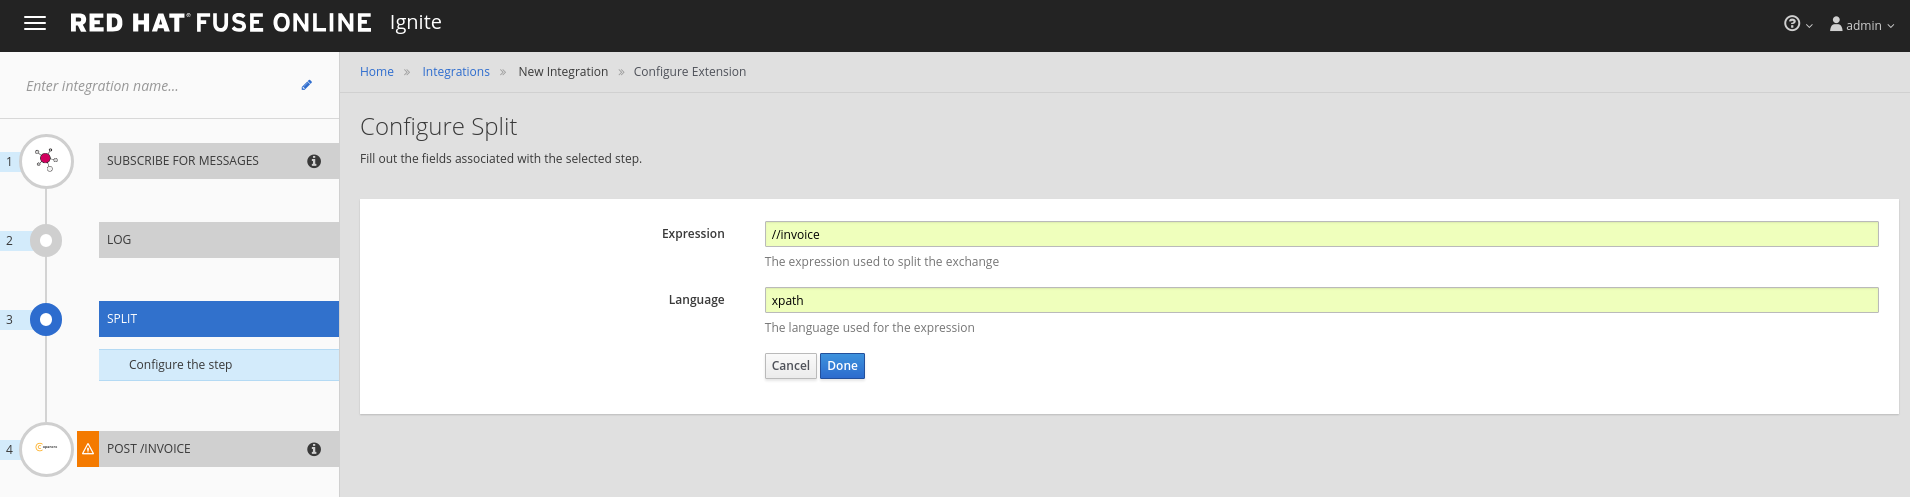 RED HAT® FUSE ONLINE Ignite
admin
Enter integration name...
Home » Integrations » New Integration » Configure Extension
Configure Split
Fill out the fields associated with the selected step.
1 SUBSCRIBE FOR MESSAGES
2 LOG
3 SPLIT
Configure the step
4 POST /INVOICE
Expression //invoice
The expression used to split the exchange
Language xpath
The language used for the expression
Cancel Done